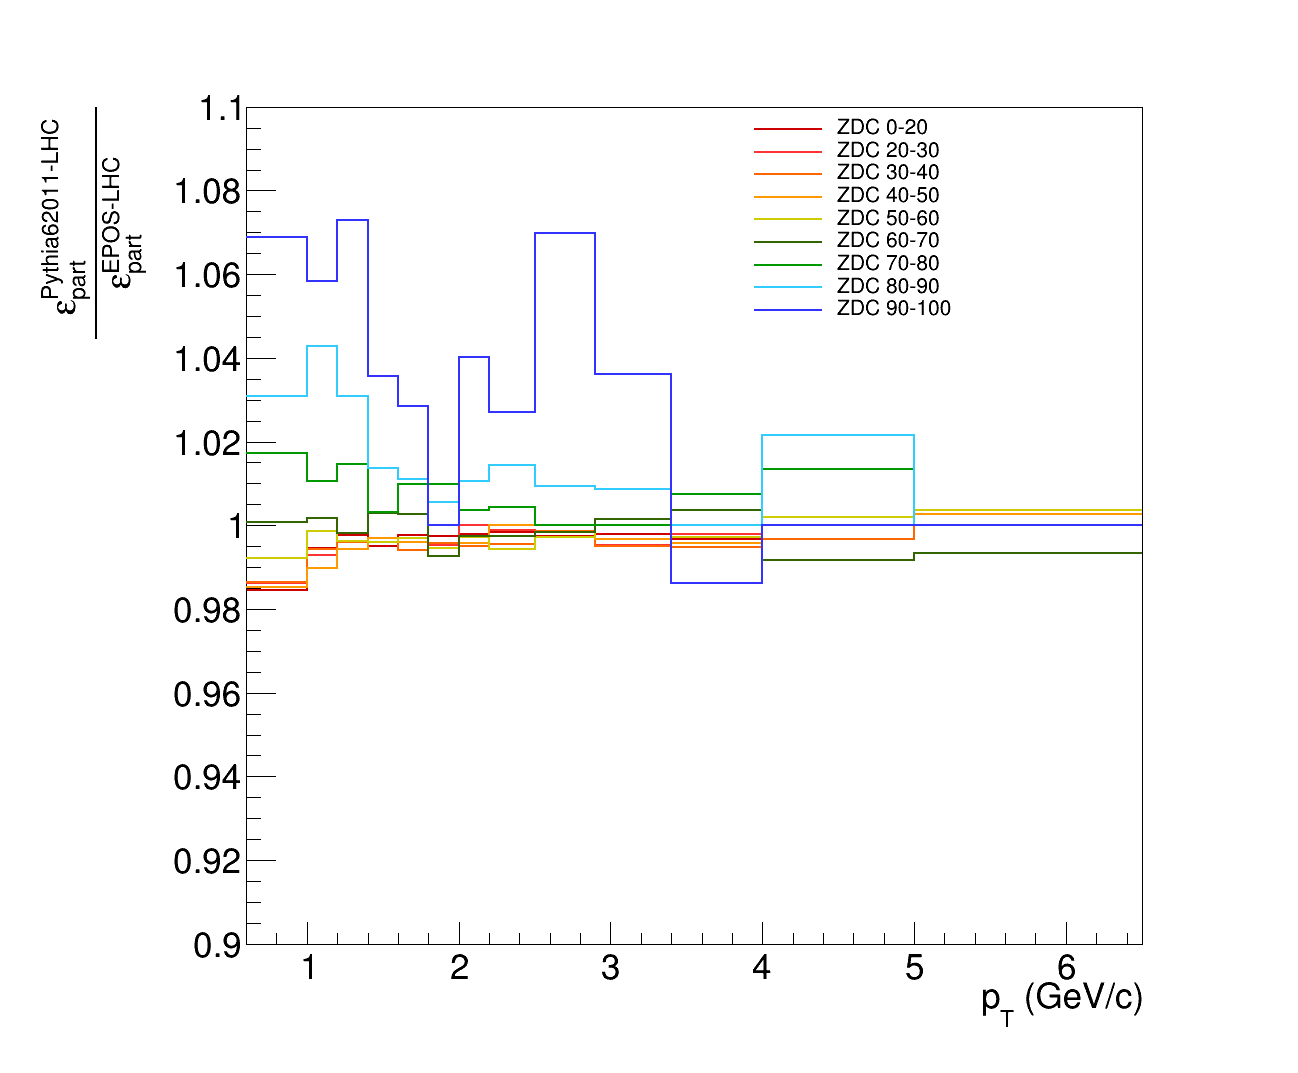 ε_part^Pythia62011-LHC
ε_part^EPOS-LHC
1.1
1.08
1.06
1.04
1.02
1
0.98
0.96
0.94
0.92
0.9
ZDC 0-20
ZDC 20-30
ZDC 30-40
ZDC 40-50
ZDC 50-60
ZDC 60-70
ZDC 70-80
ZDC 80-90
ZDC 90-100
1 2 3 4 5 6
p_T (GeV/c)